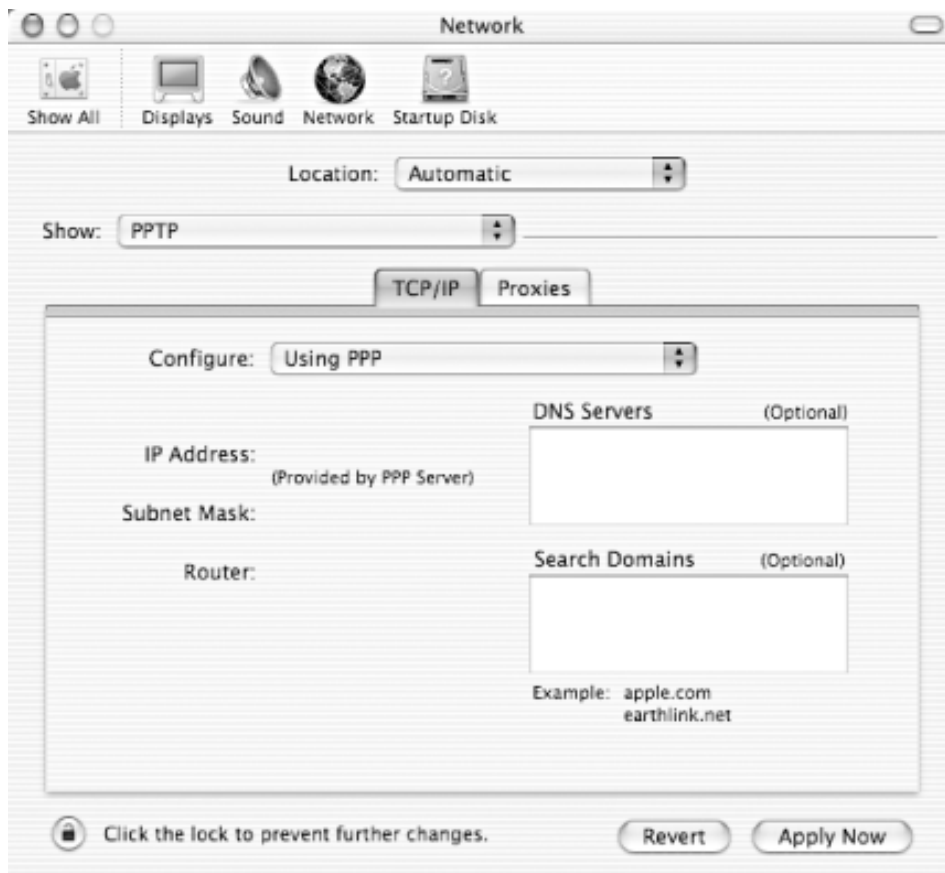 Network
Show All Displays Sound Network Startup Disk
Location: Automatic
Show: PPTP
TCP/IP Proxies
Configure: Using PPP
DNS Servers (Optional)
IP Address:
(Provided by PPP Server)
Subnet Mask:
Search Domains (Optional)
Router:
Example: apple.com
earthlink.net
Click the lock to prevent further changes. Revert Apply Now